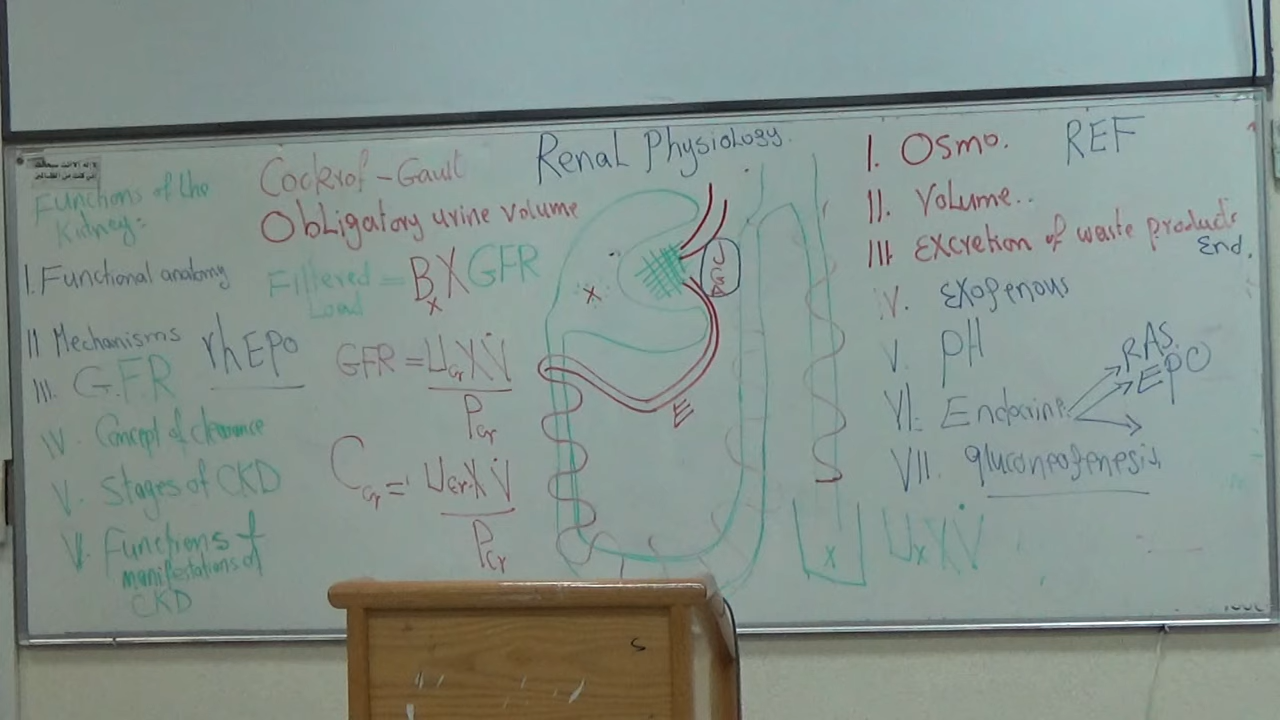 Renal Physiology.
Functions of the
Kidney:
I. Functional anatomy
II Mechanisms
rhEPO
III. G.F.R
IV. Concept of clearance
V. Stages of CKD
V. Functions &
manifestations of
CKD
Cockrof - Gault
Obligatory urine volume
Filtered = Bx X GFR
Load
GFR = Ucr X V̇
Pcr
Ccr = Ucr X V̇
Pcr
X
JGA
E
I. Osmo.
REF
II. Volume..
III. Excretion of waste products
End.
IV. Exogenous
V. pH
RAS.
EPO
VI. Endocrine
VII. gluconeogenesis
X
Ux X V̇
S